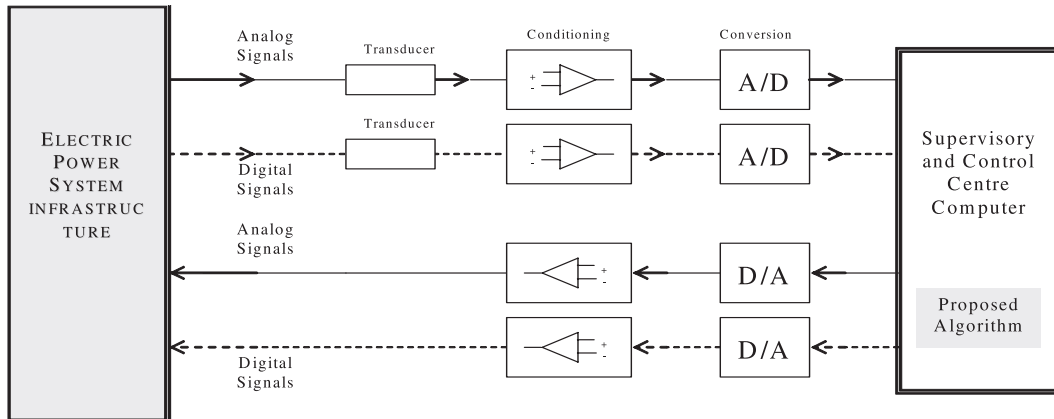 ELECTRIC
POWER
SYSTEM
INFRASTRUC
TURE
Analog
Signals
Transducer
Conditioning
+
-
Conversion
A/D
Transducer
Digital
Signals
+
-
A/D
Analog
Signals
+
-
D/A
Digital
Signals
+
-
D/A
Supervisory
and Control
Centre
Computer
Proposed
Algorithm